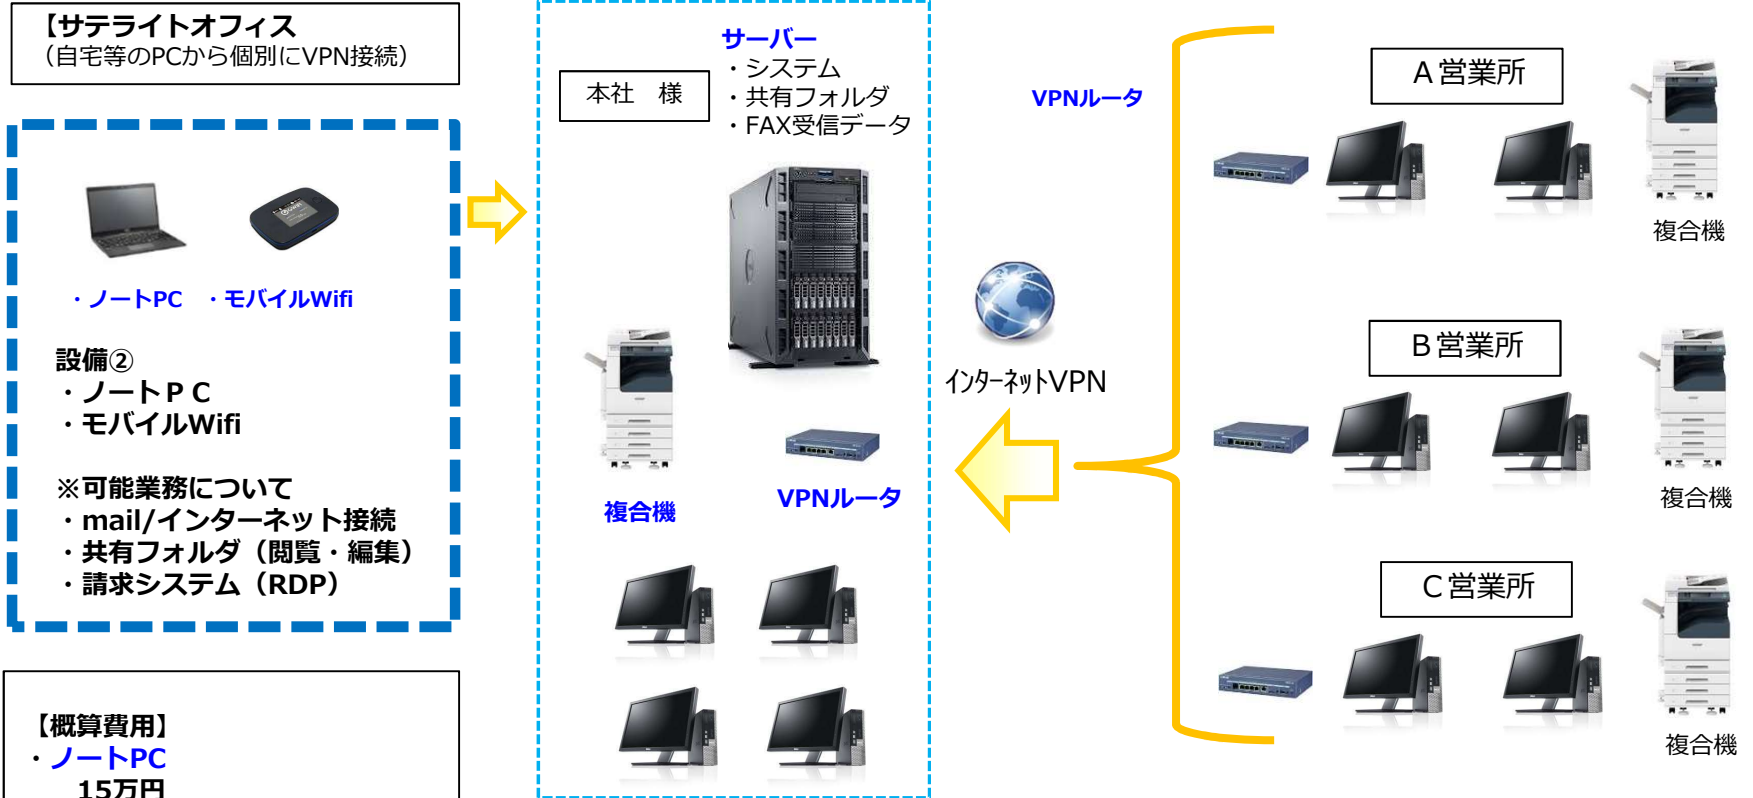 【サテライトオフィス
（自宅等のPCから個別にVPN接続）
・ノートPC ・モバイルWifi
設備②
・ノートＰＣ
・モバイルWifi
※可能業務について
・mail/インターネット接続
・共有フォルダ（閲覧・編集）
・請求システム（RDP）
【概算費用】
・ノートPC
15万円
本社　様
サーバー
・システム
・共有フォルダ
・FAX受信データ
複合機
VPNルータ
インターネットVPN
VPNルータ
Ａ営業所
複合機
Ｂ営業所
複合機
Ｃ営業所
複合機